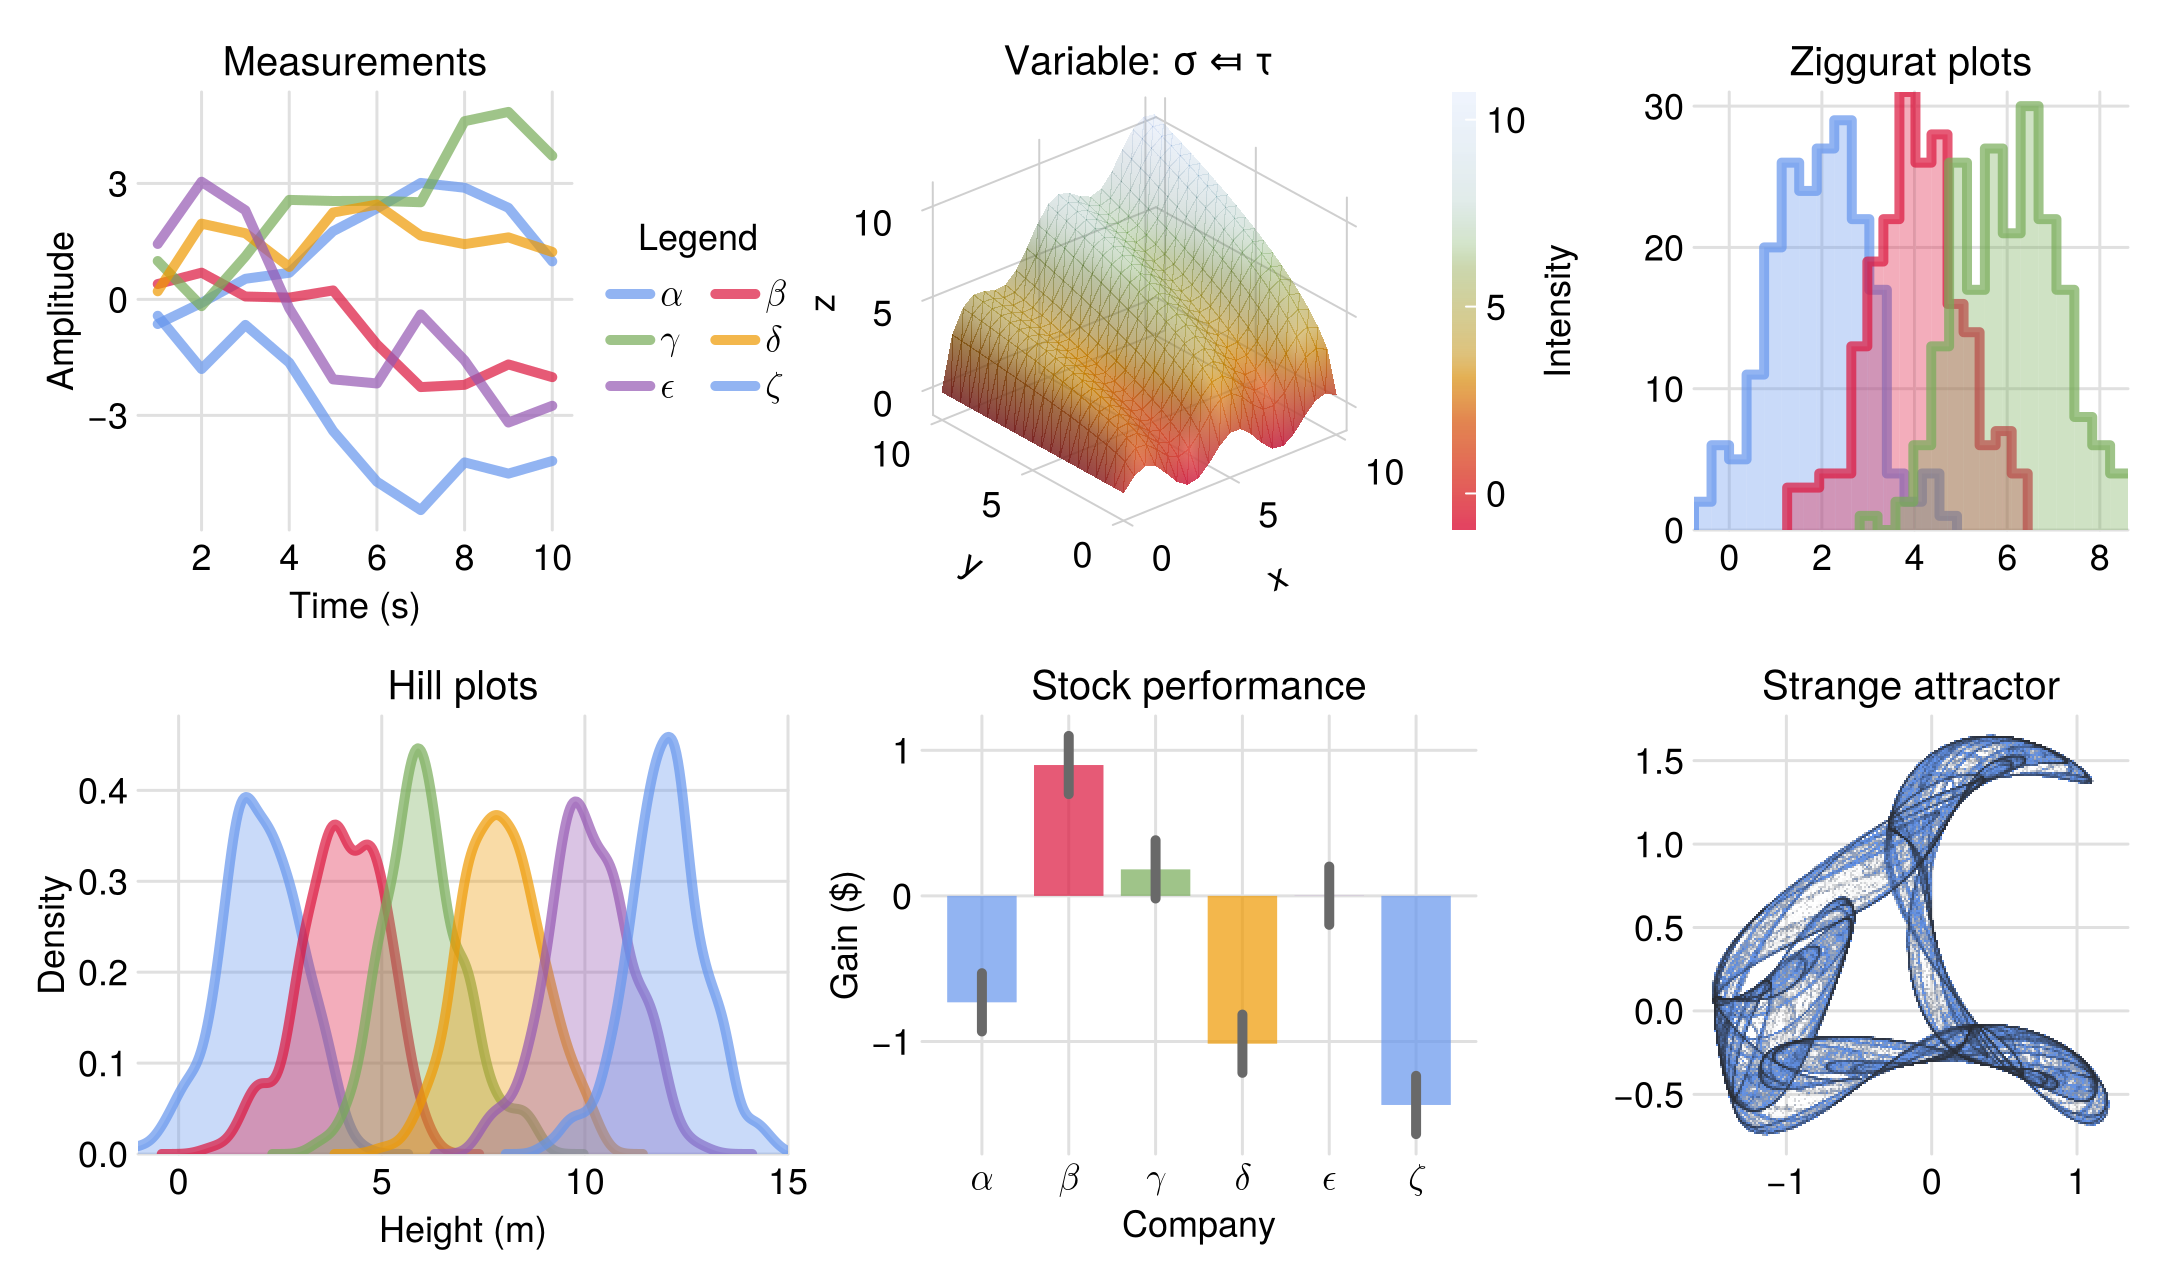 Measurements
Amplitude
3
0
−3
2 4 6 8 10
Time (s)
Legend
α β
γ δ
ϵ ζ
Variable: σ ⤆ τ
z
10
5
0
10
5
0
y
0
5
10
x
10
5
0
Intensity
Ziggurat plots
30
20
10
0
0 2 4 6 8
Hill plots
Density
0.4
0.3
0.2
0.1
0.0
0 5 10 15
Height (m)
Stock performance
Gain ($)
1
0
−1
α β γ δ ϵ ζ
Company
Strange attractor
1.5
1.0
0.5
0.0
−0.5
−1 0 1